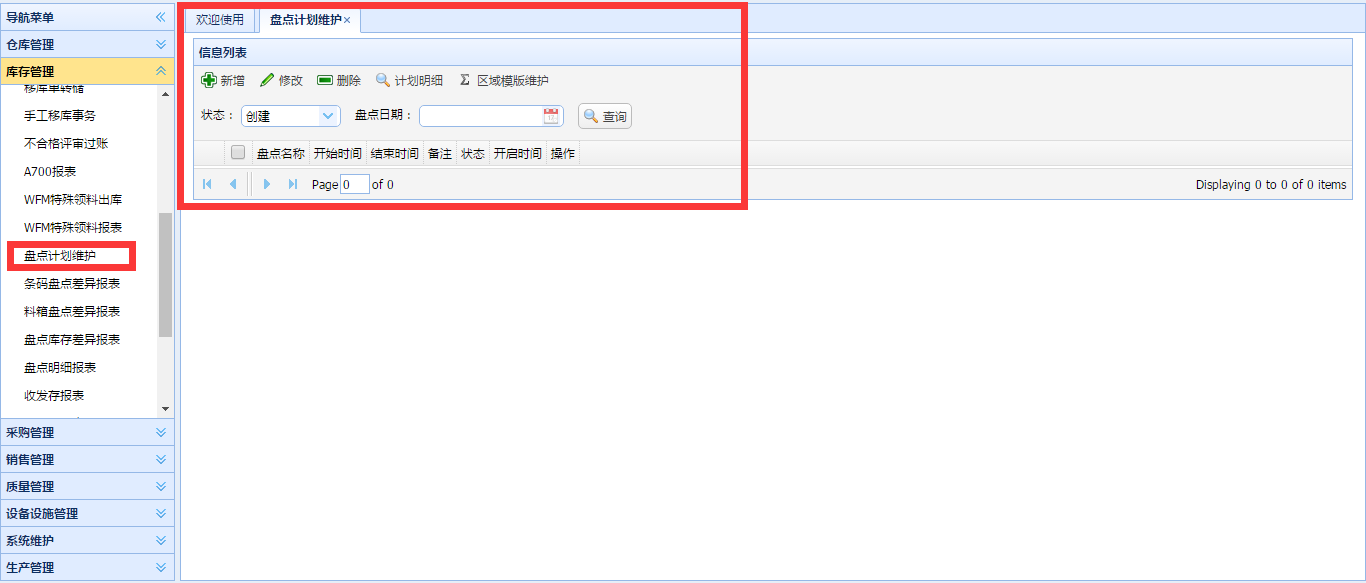 导航菜单
仓库管理
库存管理
移库单转储
手工移库事务
不合格评审过账
A700报表
WFM特殊领料出库
WFM特殊领料报表
盘点计划维护
条码盘点差异报表
料箱盘点差异报表
盘点库存差异报表
盘点明细报表
收发存报表
采购管理
销售管理
质量管理
设备设施管理
系统维护
生产管理
欢迎使用 盘点计划维护×
信息列表
新增 修改 删除 计划明细 Σ 区域模版维护
状态： 创建 盘点日期： 查询
盘点名称 开始时间 结束时间 备注 状态 开启时间 操作
Page 0 of 0 Displaying 0 to 0 of 0 items